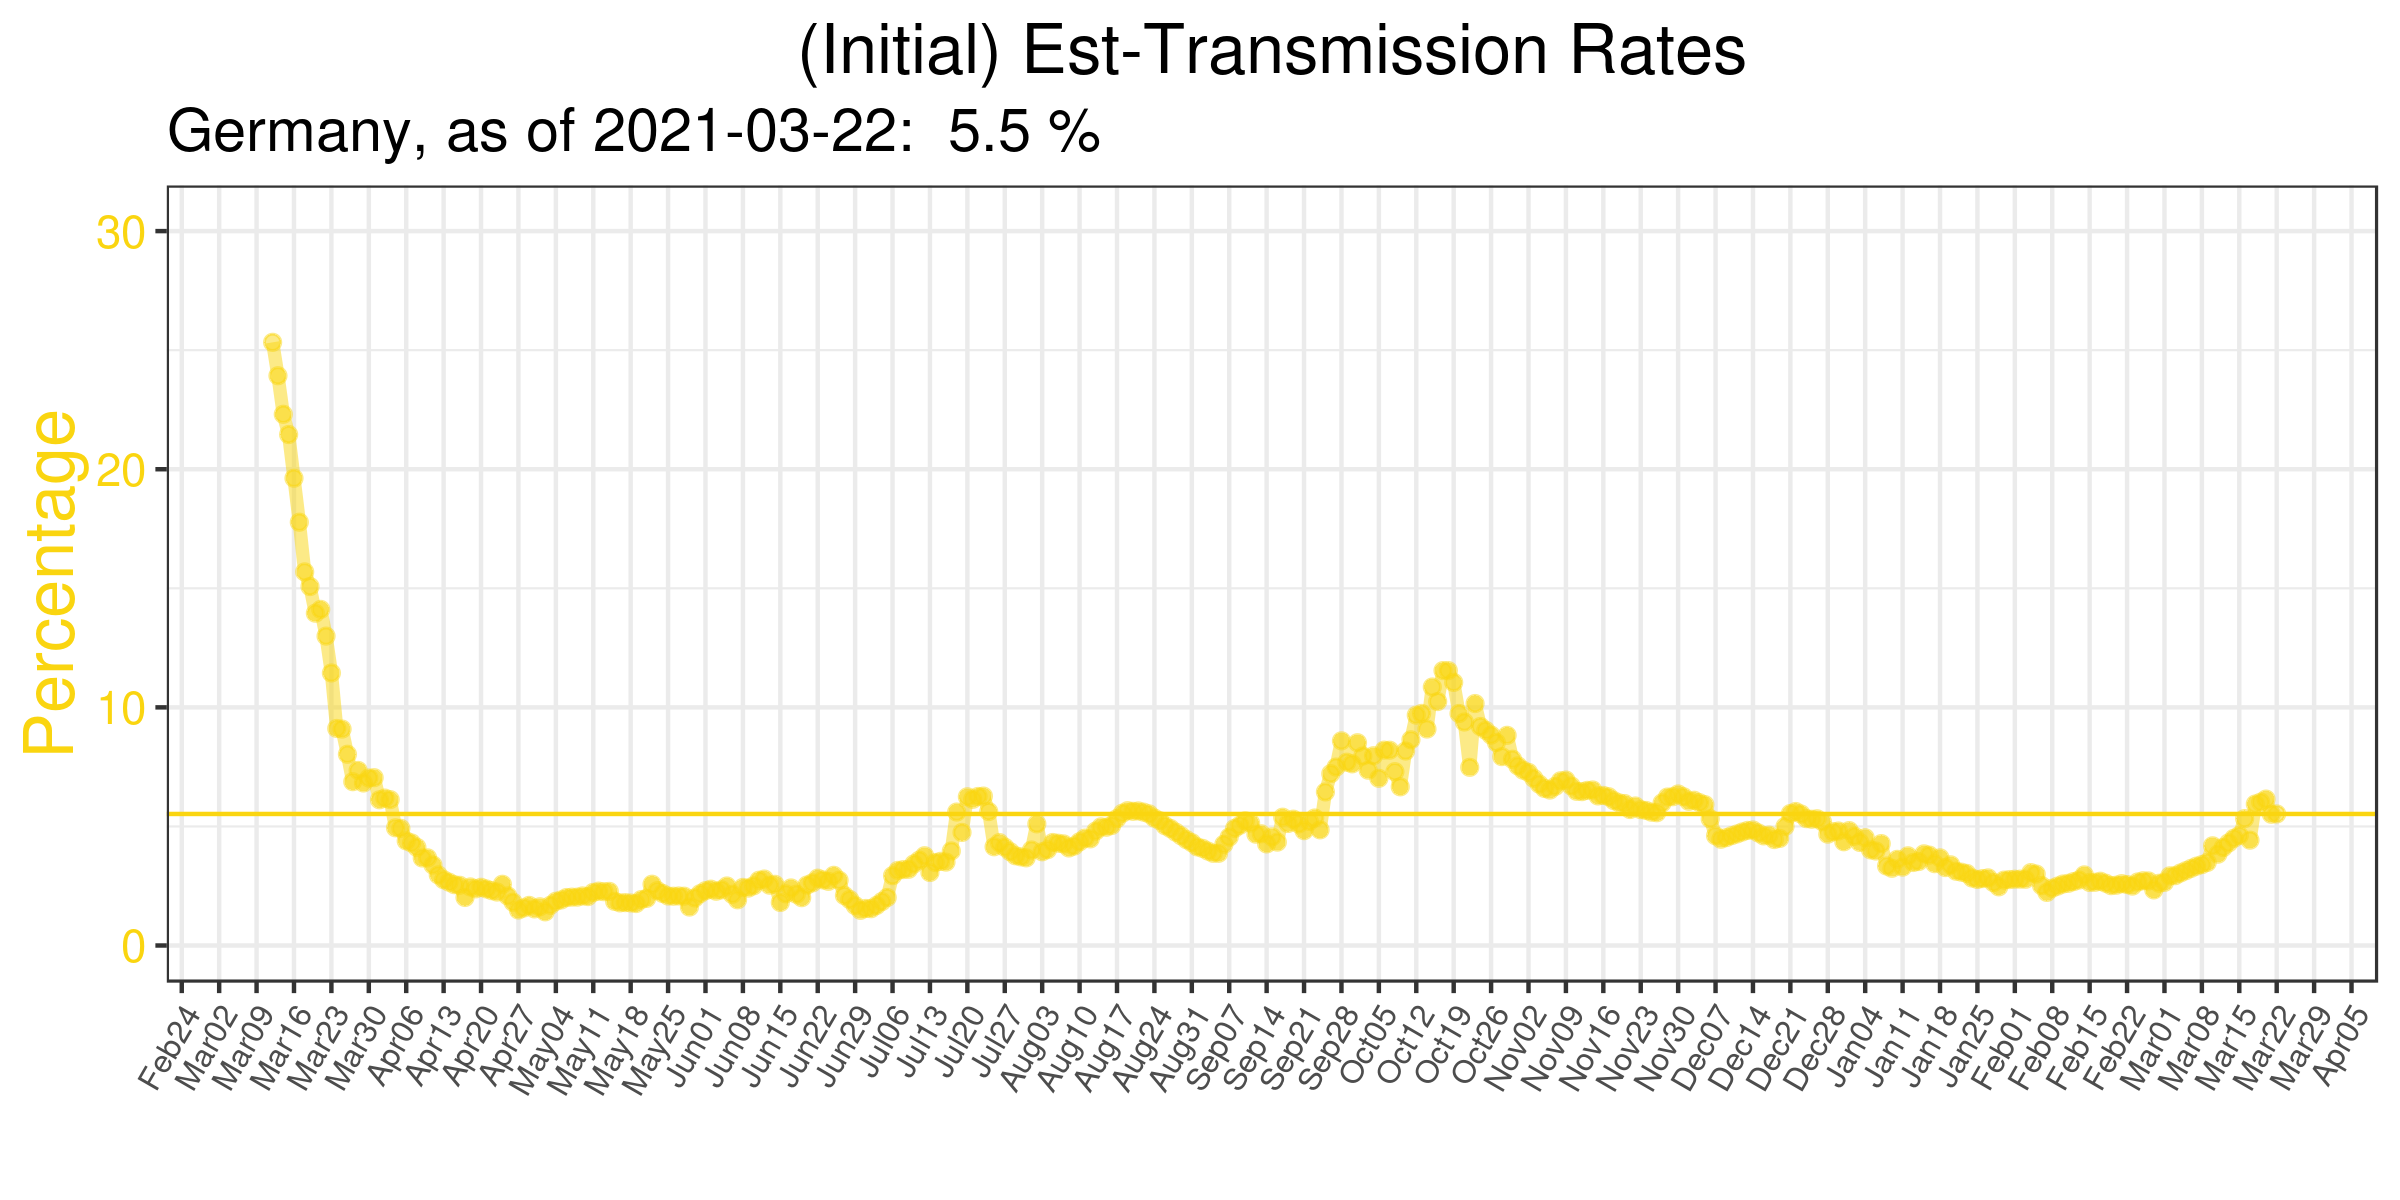 (Initial) Est-Transmission Rates
Germany, as of 2021-03-22:  5.5 %
Percentage
30
20
10
0
Feb24
Mar02
Mar09
Mar16
Mar23
Mar30
Apr06
Apr13
Apr20
Apr27
May04
May11
May18
May25
Jun01
Jun08
Jun15
Jun22
Jun29
Jul06
Jul13
Jul20
Jul27
Aug03
Aug10
Aug17
Aug24
Aug31
Sep07
Sep14
Sep21
Sep28
Oct05
Oct12
Oct19
Oct26
Nov02
Nov09
Nov16
Nov23
Nov30
Dec07
Dec14
Dec21
Dec28
Jan04
Jan11
Jan18
Jan25
Feb01
Feb08
Feb15
Feb22
Mar01
Mar08
Mar15
Mar22
Mar29
Apr05